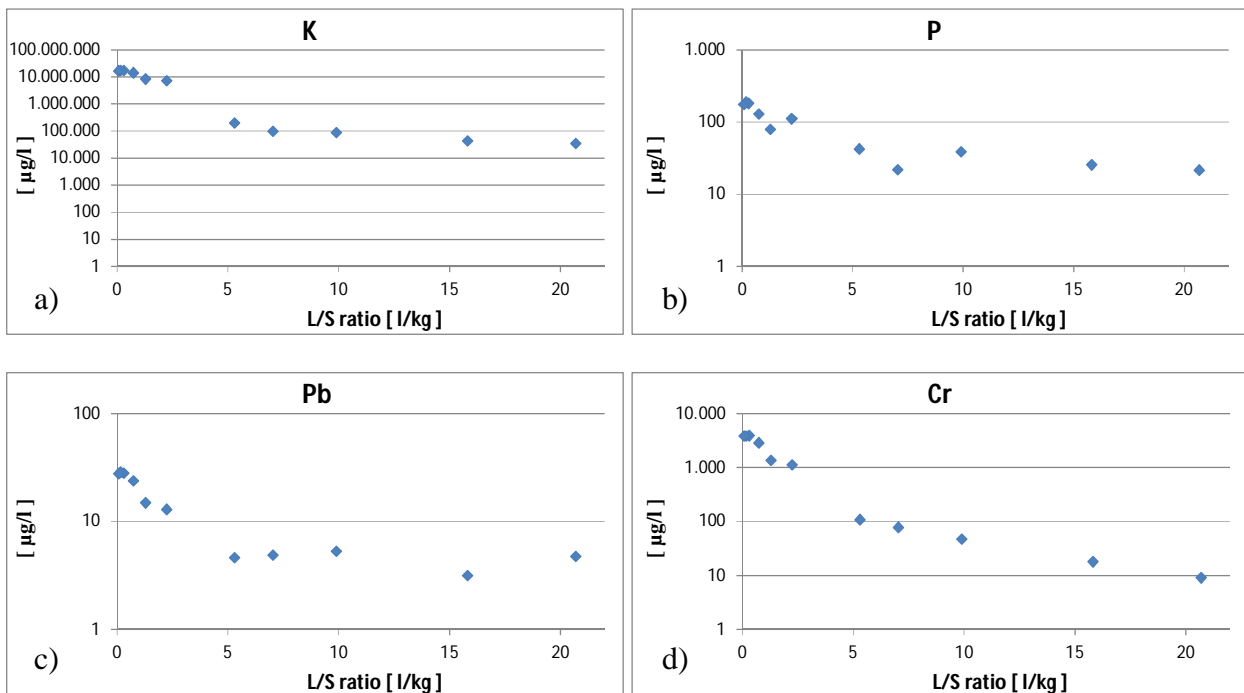 K
100.000.000
10.000.000
1.000.000
100.000
10.000
1.000
100
10
1
[ µg/l ]
0 5 10 15 20
L/S ratio [ l/kg ]
a)
P
1.000
100
10
1
[ µg/l ]
0 5 10 15 20
L/S ratio [ l/kg ]
b)
Pb
100
10
1
[ µg/l ]
0 5 10 15 20
L/S ratio [ l/kg ]
c)
Cr
10.000
1.000
100
10
1
[ µg/l ]
0 5 10 15 20
L/S ratio [ l/kg ]
d)